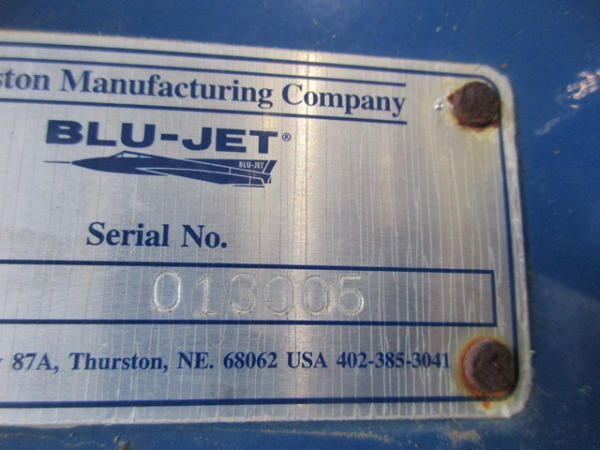 ston Manufacturing Company
BLU-JET®
BLU-JET
Serial No.
013005
87A, Thurston, NE. 68062 USA 402-385-3041